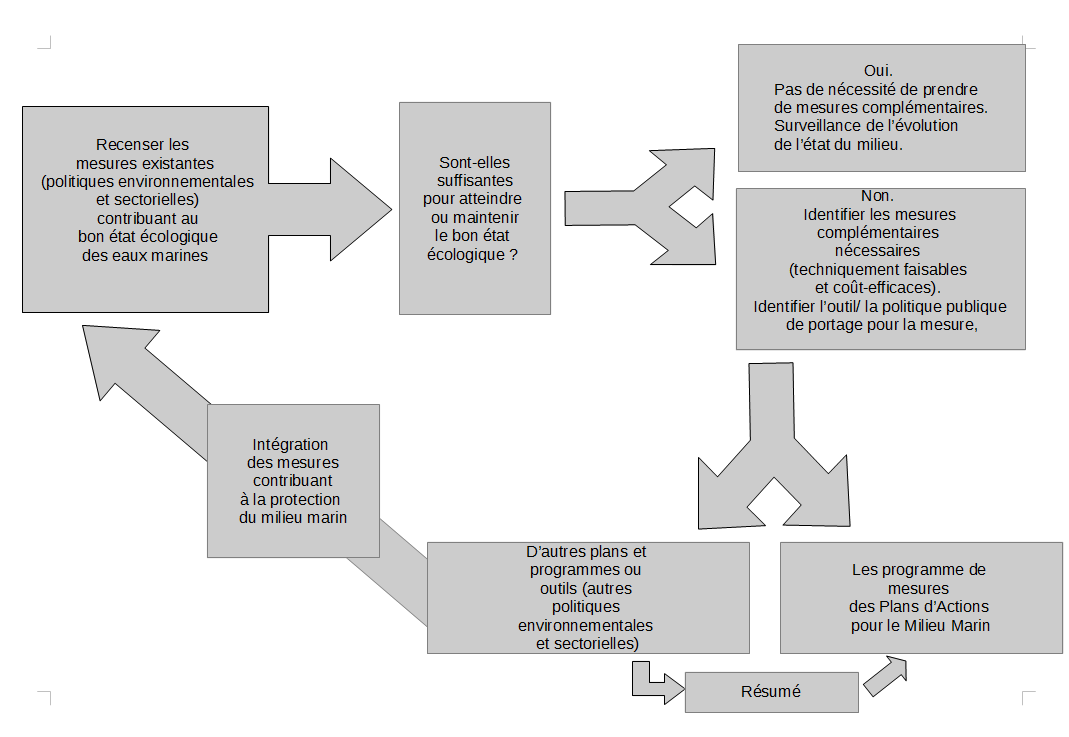 Recenser les
mesures existantes
(politiques environnementales
et sectorielles)
contribuant au
bon état écologique
des eaux marines
Sont-elles
suffisantes
pour atteindre
ou maintenir
le bon état
écologique ?
Oui.
Pas de nécessité de prendre
de mesures complémentaires.
Surveillance de l'évolution
de l'état du milieu.
Non.
Identifier les mesures
complémentaires
nécessaires
(techniquement faisables
et coût-efficaces).
Identifier l'outil/ la politique publique
de portage pour la mesure,
Intégration
des mesures
contribuant
à la protection
du milieu marin
D'autres plans et
programmes ou
outils (autres
politiques
environnementales
et sectorielles)
Les programme de
mesures
des Plans d'Actions
pour le Milieu Marin
Résumé